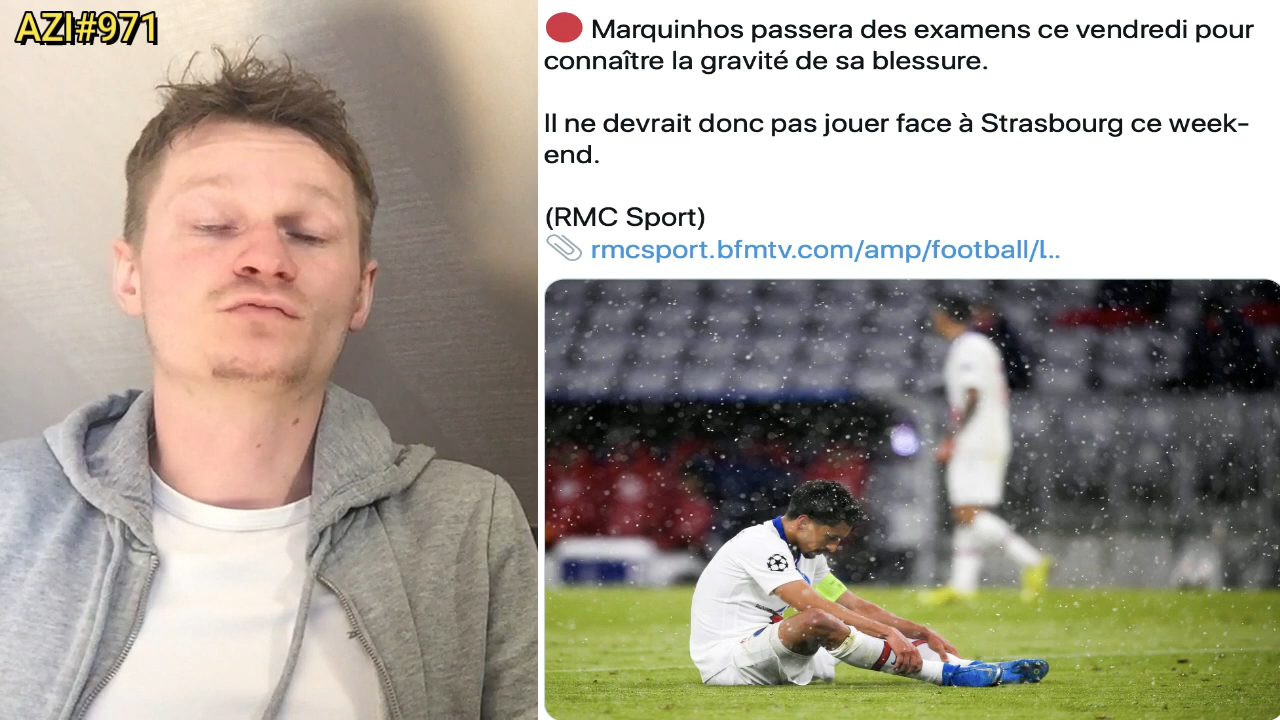 AZI#971
Marquinhos passera des examens ce vendredi pour
connaître la gravité de sa blessure.
Il ne devrait donc pas jouer face à Strasbourg ce week-
end.
(RMC Sport)
rmcsport.bfmtv.com/amp/football/l..